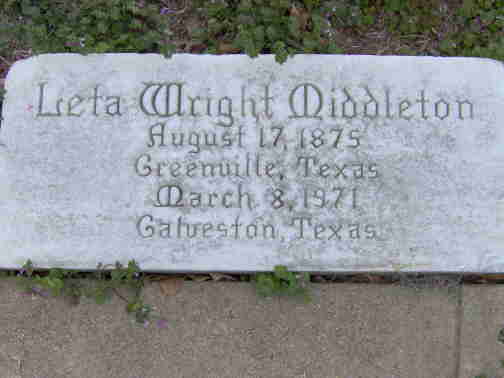 Leta Wright Middleton
August 17, 1875
Greenville, Texas
March 8, 1971
Galveston, Texas